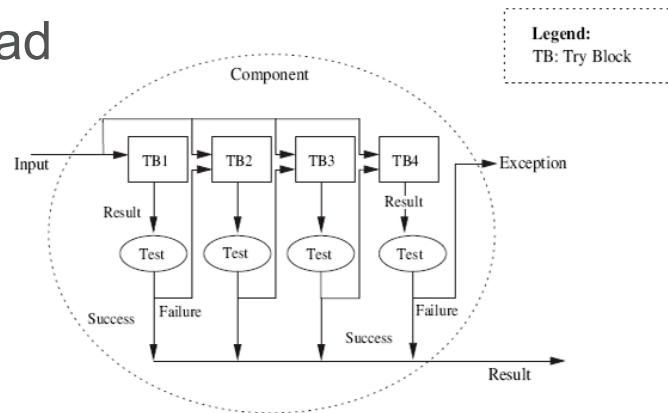 ad
Legend:
TB: Try Block
Component
Input
TB1
TB2
TB3
TB4
Exception
Result
Result
Test
Test
Test
Test
Success
Failure
Success
Failure
Result